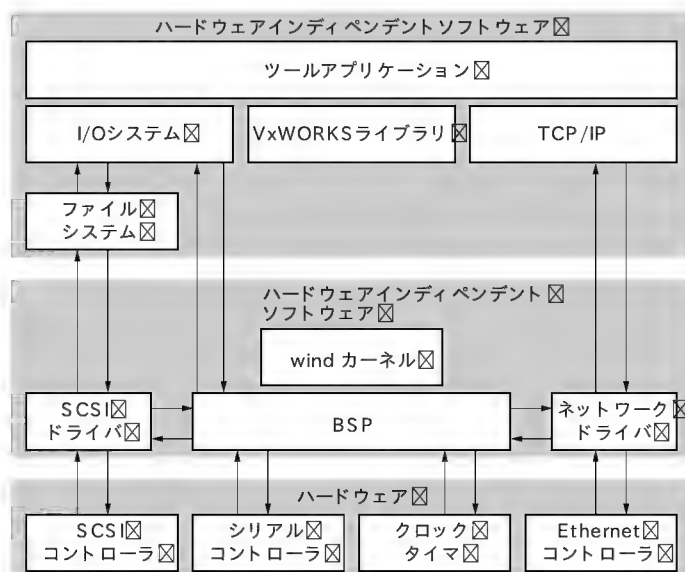 ハードウェアインディペンデントソフトウェア
ツールアプリケーション
I/Oシステム
VxWORKSライブラリ
TCP/IP
ファイル
システム
ハードウェアインディペンデント
ソフトウェア
wind カーネル
SCSI
ドライバ
BSP
ネットワーク
ドライバ
ハードウェア
SCSI
コントローラ
シリアル
コントローラ
クロック
タイマ
Ethernet
コントローラ